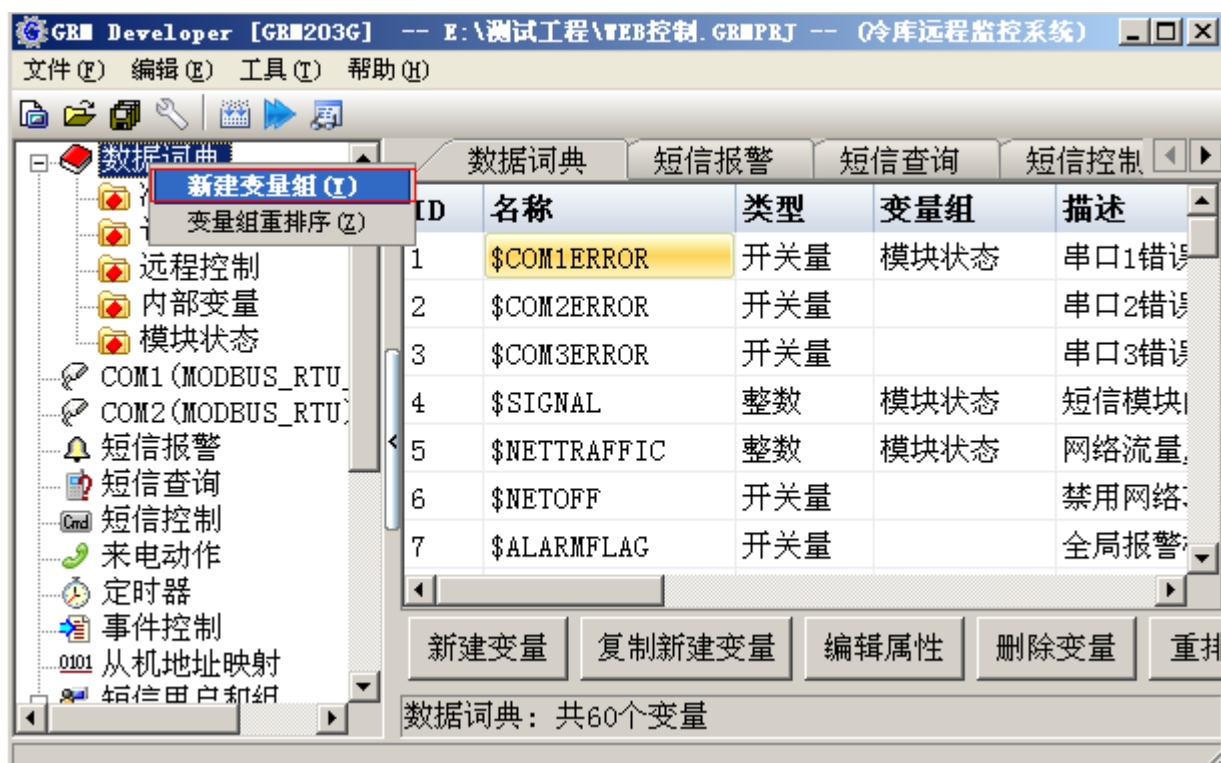 GRM Developer [GRM203G] -- E:\测试工程\WEB控制.GRMPRJ -- (冷库远程监控系统)
文件(F) 编辑(E) 工具(T) 帮助(H)
数据词典
新建变量组(Y)
变量组重排序(Z)
远程控制
内部变量
模块状态
COM1(MODBUS_RTU_
COM2(MODBUS_RTU)
短信报警
短信查询
Cmd 短信控制
来电动作
定时器
事件控制
0101 从机地址映射
短信用户和组
数据词典 短信报警 短信查询 短信控制
ID 名称 类型 变量组 描述
1 $COM1ERROR 开关量 模块状态 串口1错误
2 $COM2ERROR 开关量 串口2错误
3 $COM3ERROR 开关量 串口3错误
4 $SIGNAL 整数 模块状态 短信模块
5 $NETTRAFFIC 整数 模块状态 网络流量
6 $NETOFF 开关量 禁用网络
7 $ALARMFLAG 开关量 全局报警
新建变量 复制新建变量 编辑属性 删除变量 重排
数据词典: 共60个变量